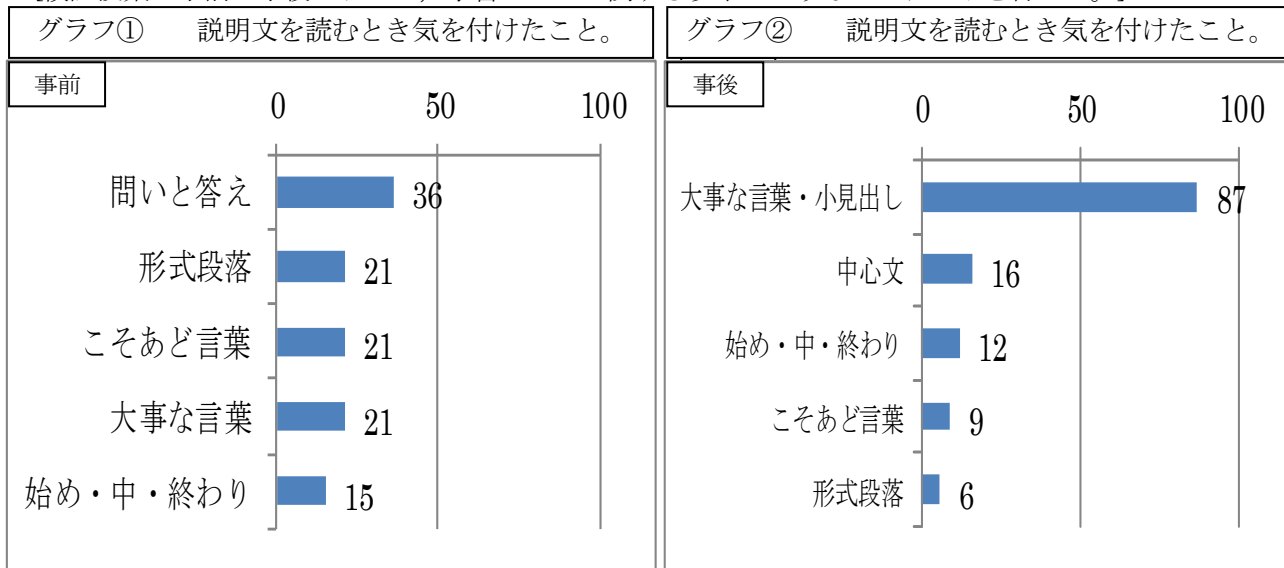 グラフ① 説明文を読むとき気を付けたこと。
事前
0 50 100
問いと答え 36
形式段落 21
こそあど言葉 21
大事な言葉 21
始め・中・終わり 15
グラフ② 説明文を読むとき気を付けたこと。
事後
0 50 100
大事な言葉・小見出し 87
中心文 16
始め・中・終わり 12
こそあど言葉 9
形式段落 6